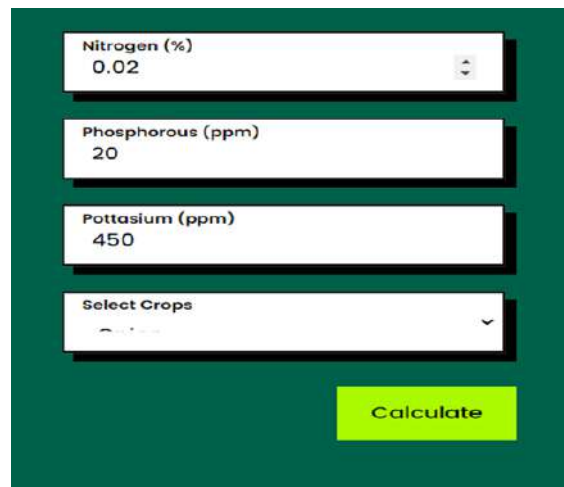 Nitrogen (%)
0.02
Phosphorous (ppm)
20
Pottasium (ppm)
450
Select Crops
Calculate